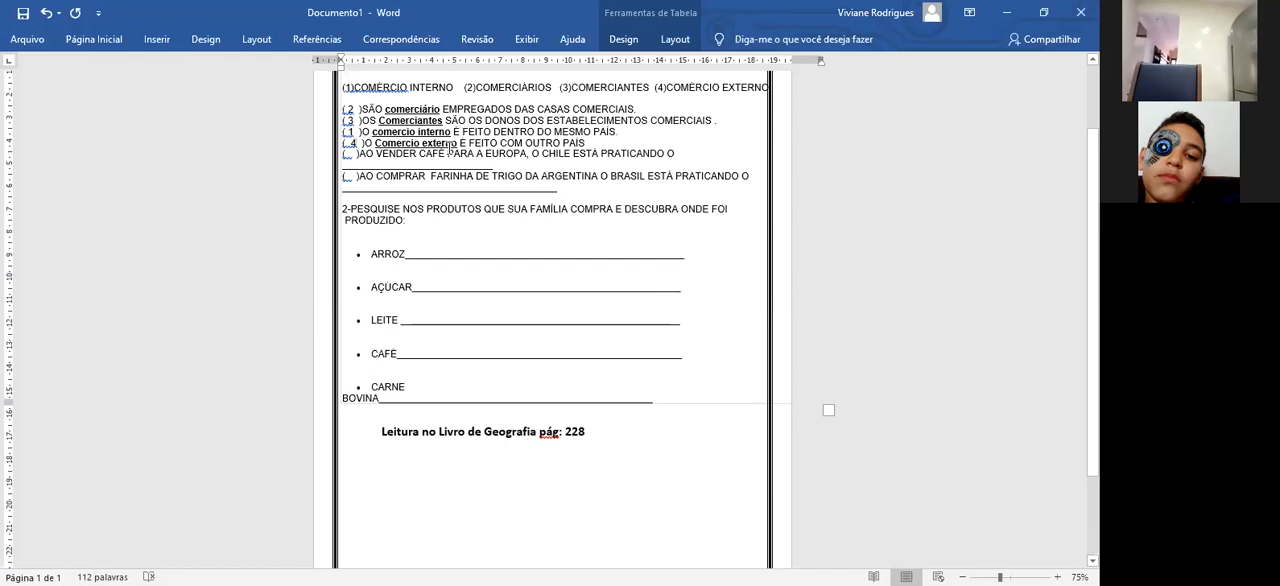 Documento1 - Word
Ferramentas de Tabela
Viviane Rodrigues
Arquivo Página Inicial Inserir Design Layout Referências Correspondências Revisão Exibir Ajuda Design Layout Diga-me o que você deseja fazer Compartilhar
(1)COMÉRCIO INTERNO (2)COMERCIÁRIOS (3)COMERCIANTES (4)COMÉRCIO EXTERNO
( 2 )SÃO comerciário EMPREGADOS DAS CASAS COMERCIAIS.
( 3 )OS Comerciantes SÃO OS DONOS DOS ESTABELECIMENTOS COMERCIAIS .
( 1 )O comercio interno É FEITO DENTRO DO MESMO PAÍS.
( 4 )O Comercio externo É FEITO COM OUTRO PAÍS
( )AO VENDER CAFÉ PARA A EUROPA, O CHILE ESTÁ PRATICANDO O
( )AO COMPRAR FARINHA DE TRIGO DA ARGENTINA O BRASIL ESTÁ PRATICANDO O
2-PESQUISE NOS PRODUTOS QUE SUA FAMÍLIA COMPRA E DESCUBRA ONDE FOI
PRODUZIDO:
• ARROZ
• AÇÚCAR
• LEITE
• CAFÉ
• CARNE
BOVINA
Leitura no Livro de Geografia pág: 228
Página 1 de 1 112 palavras 75%